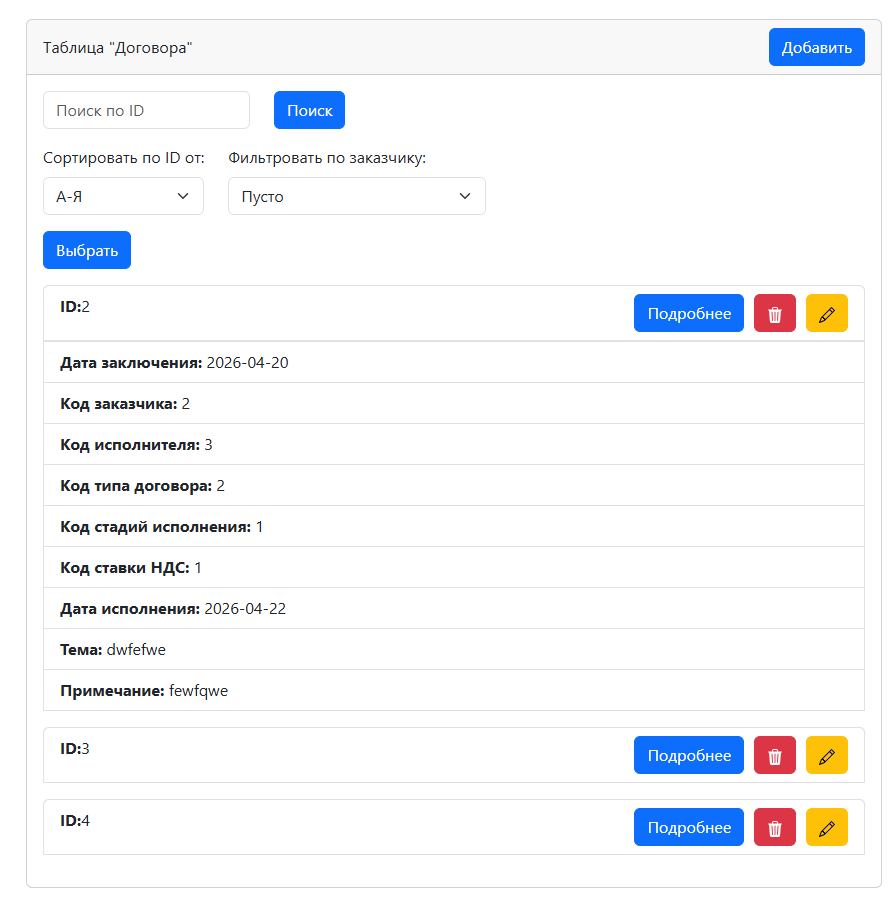 Таблица "Договора"
Добавить
Поиск по ID
Поиск
Сортировать по ID от:
Фильтровать по заказчику:
А-Я
Пусто
Выбрать
ID:2
Подробнее
Дата заключения: 2026-04-20
Код заказчика: 2
Код исполнителя: 3
Код типа договора: 2
Код стадий исполнения: 1
Код ставки НДС: 1
Дата исполнения: 2026-04-22
Тема: dwfefwe
Примечание: fewfqwe
ID:3
Подробнее
ID:4
Подробнее